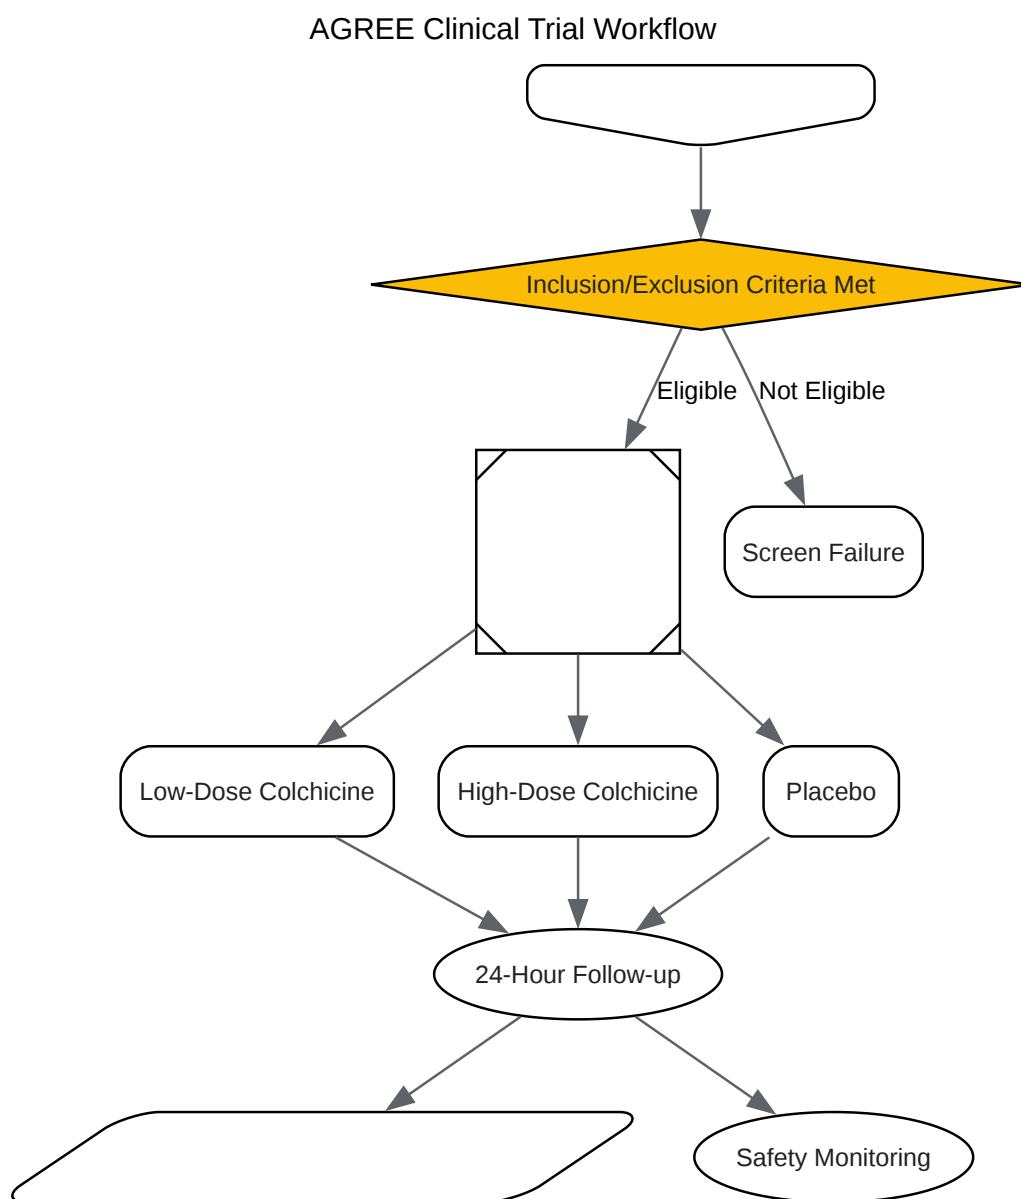 AGREE Clinical Trial Workflow
Inclusion/Exclusion Criteria Met
Eligible
Not Eligible
Screen Failure
Low-Dose Colchicine
High-Dose Colchicine
Placebo
24-Hour Follow-up
Safety Monitoring